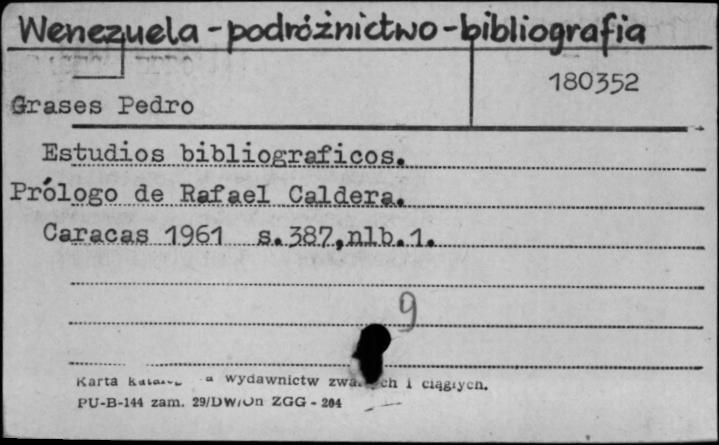 Wenezuela - podróżnictwo - bibliografia
180352
Grases Pedro
Estudios bibliograficos.
Prólogo de Rafael Caldera.
Caracas 1961 s.387,nlb.1.
9
Karta wydawnictw i ciągłych.
PU-B-144 zam. 29/DW/On ZGG - 204